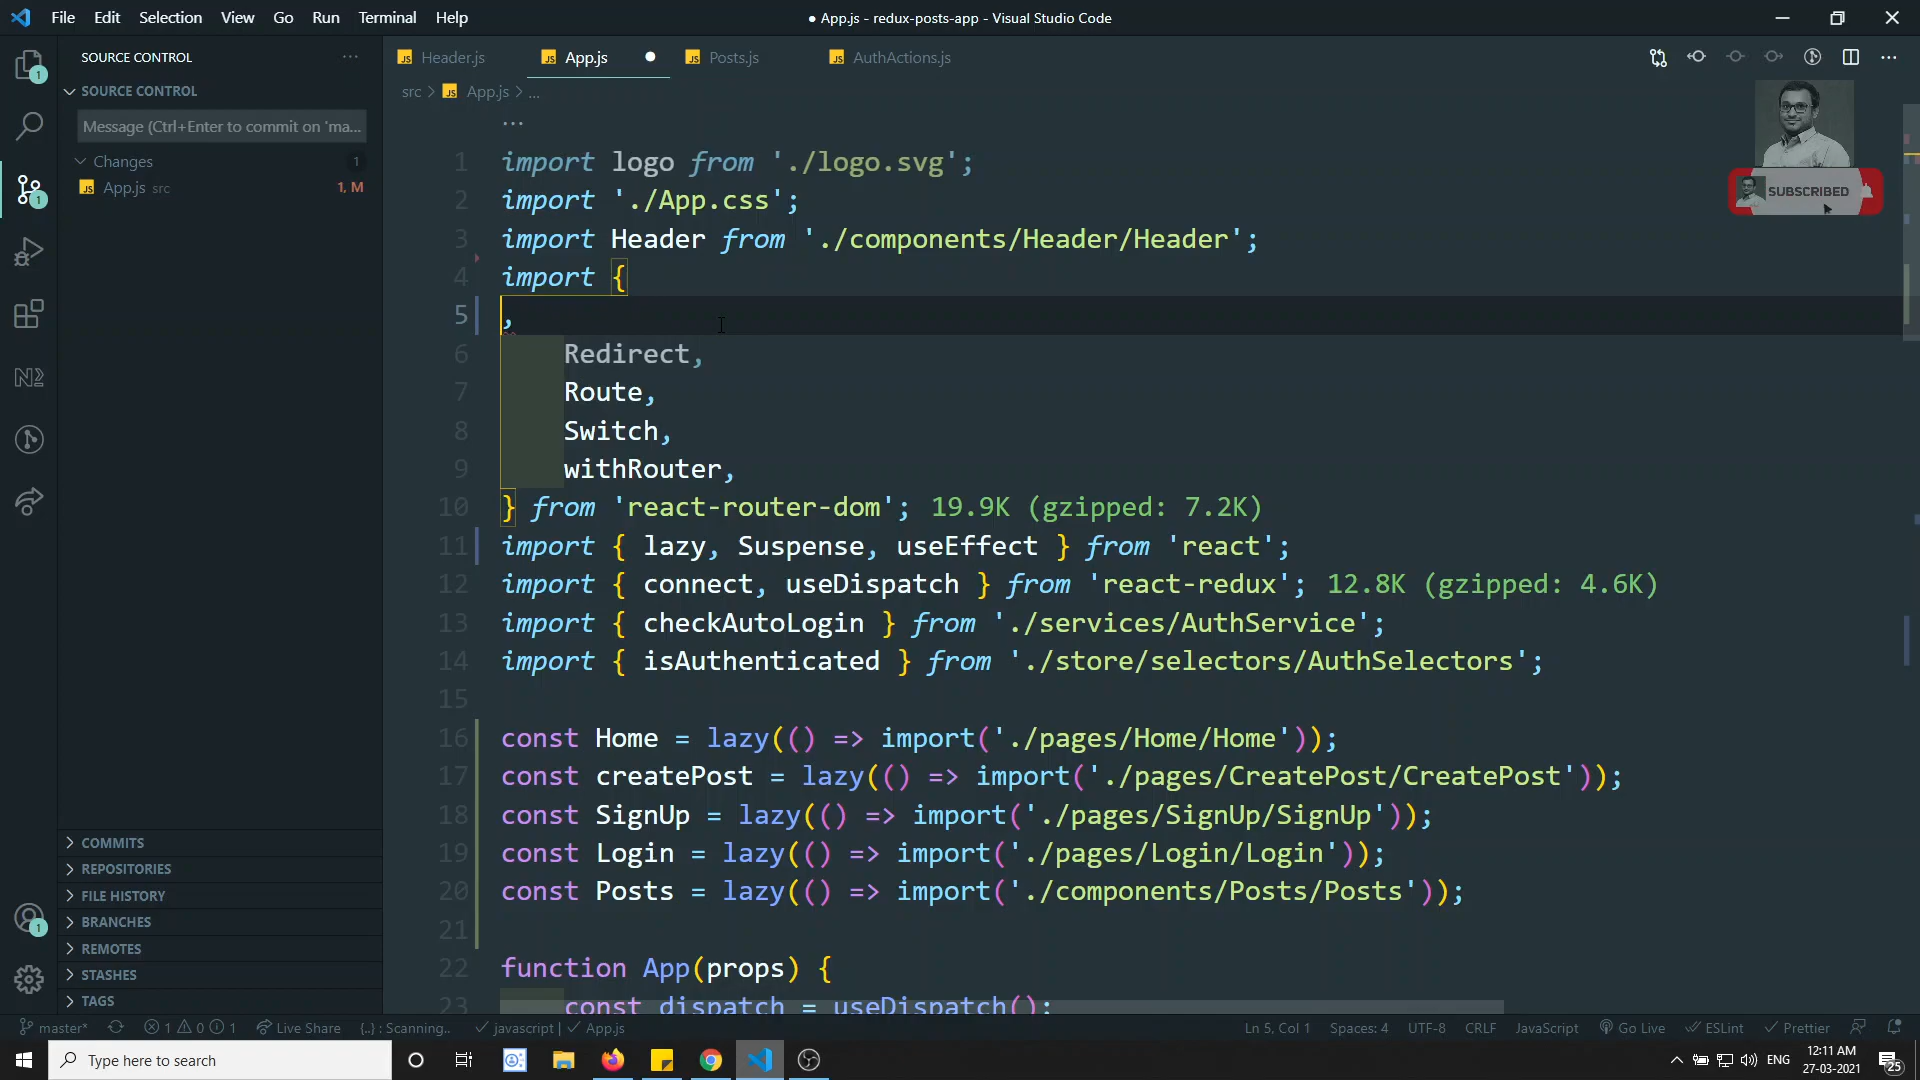 File Edit Selection View Go Run Terminal Help
● App.js - redux-posts-app - Visual Studio Code
SOURCE CONTROL ...
SOURCE CONTROL
Message (Ctrl+Enter to commit on 'ma...
Changes 1
JS App.js src 1, M
COMMITS
REPOSITORIES
FILE HISTORY
BRANCHES
REMOTES
STASHES
TAGS
1
1
N
1
JS Header.js JS App.js ● JS Posts.js JS AuthActions.js
src > JS App.js > ...
...
SUBSCRIBED
1 import logo from './logo.svg';
2 import './App.css';
3 import Header from './components/Header/Header';
4 import {
5 ,
6 Redirect,
7 Route,
8 Switch,
9 withRouter,
10 } from 'react-router-dom'; 19.9K (gzipped: 7.2K)
11 import { lazy, Suspense, useEffect } from 'react';
12 import { connect, useDispatch } from 'react-redux'; 12.8K (gzipped: 4.6K)
13 import { checkAutoLogin } from './services/AuthService';
14 import { isAuthenticated } from './store/selectors/AuthSelectors';
15
16 const Home = lazy(() => import('./pages/Home/Home'));
17 const createPost = lazy(() => import('./pages/CreatePost/CreatePost'));
18 const SignUp = lazy(() => import('./pages/SignUp/SignUp'));
19 const Login = lazy(() => import('./pages/Login/Login'));
20 const Posts = lazy(() => import('./components/Posts/Posts'));
21
22 function App(props) {
23 const dispatch = useDispatch();
master* 1 0 1 Live Share {..} : Scanning.. ✓ javascript | ✓ App.js Ln 5, Col 1 Spaces: 4 UTF-8 CRLF JavaScript Go Live ESLint ✓ Prettier
Type here to search ENG 12:11 AM
27-03-2021 25